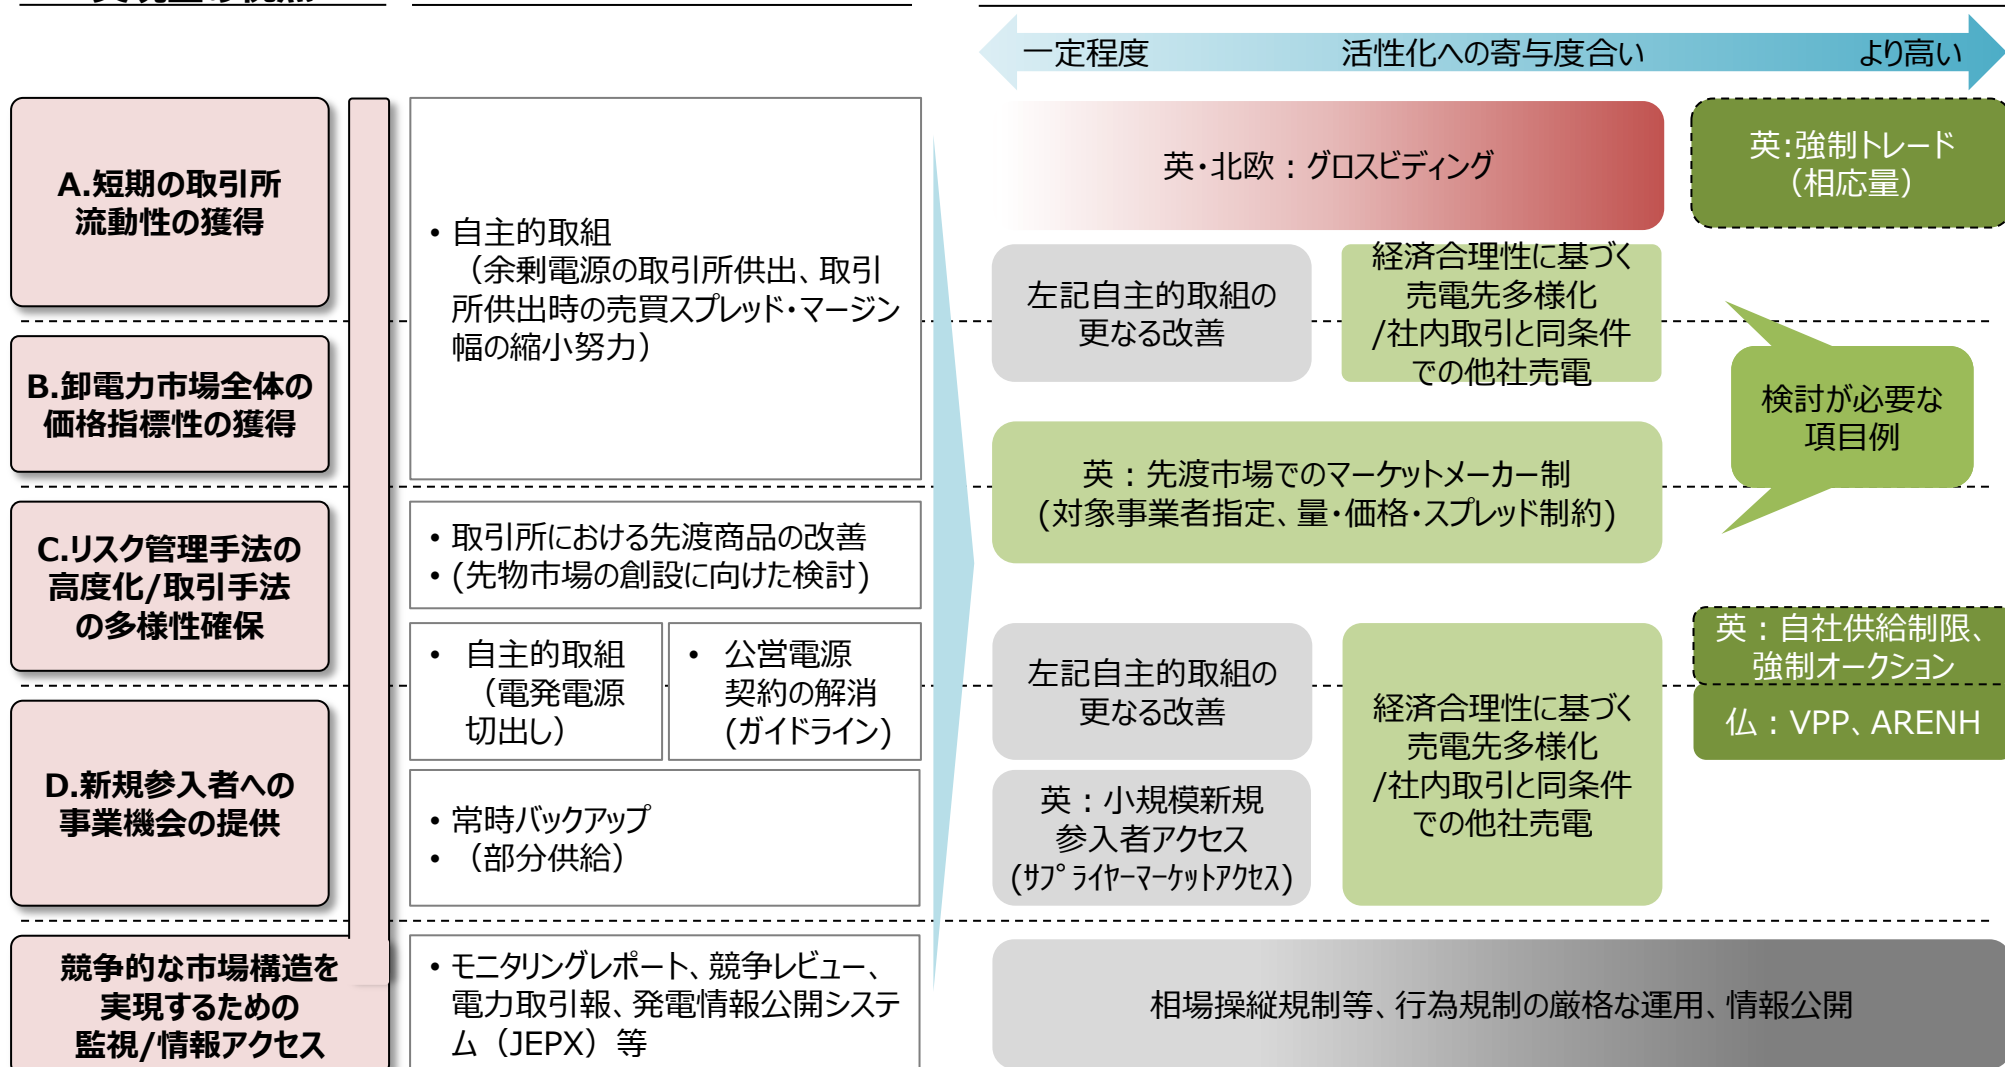 一定程度
活性化への寄与度合い
より高い
A.短期の取引所
流動性の獲得
B.卸電力市場全体の
価格指標性の獲得
C.リスク管理手法の
高度化/取引手法
の多様性確保
D.新規参入者への
事業機会の提供
競争的な市場構造を
実現するための
監視/情報アクセス
• 自主的取組
（余剰電源の取引所供出、取引
所供出時の売買スプレッド・マージン
幅の縮小努力）
• 取引所における先渡商品の改善
• (先物市場の創設に向けた検討)
• 自主的取組
（電発電源
切出し）
• 公営電源
契約の解消
(ガイドライン)
• 常時バックアップ
• （部分供給）
• モニタリングレポート、競争レビュー、
電力取引報、発電情報公開システ
ム（JEPX）等
英・北欧：グロスビディング
英:強制トレード
（相応量）
左記自主的取組の
更なる改善
経済合理性に基づく
売電先多様化
/社内取引と同条件
での他社売電
検討が必要な
項目例
英：先渡市場でのマーケットメーカー制
(対象事業者指定、量・価格・スプレッド制約)
左記自主的取組の
更なる改善
英：小規模新規
参入者アクセス
(ｻﾌﾟﾗｲﾔｰﾏｰｹｯﾄｱｸｾｽ)
経済合理性に基づく
売電先多様化
/社内取引と同条件
での他社売電
英：自社供給制限、
強制オークション
仏：VPP、ARENH
相場操縦規制等、行為規制の厳格な運用、情報公開